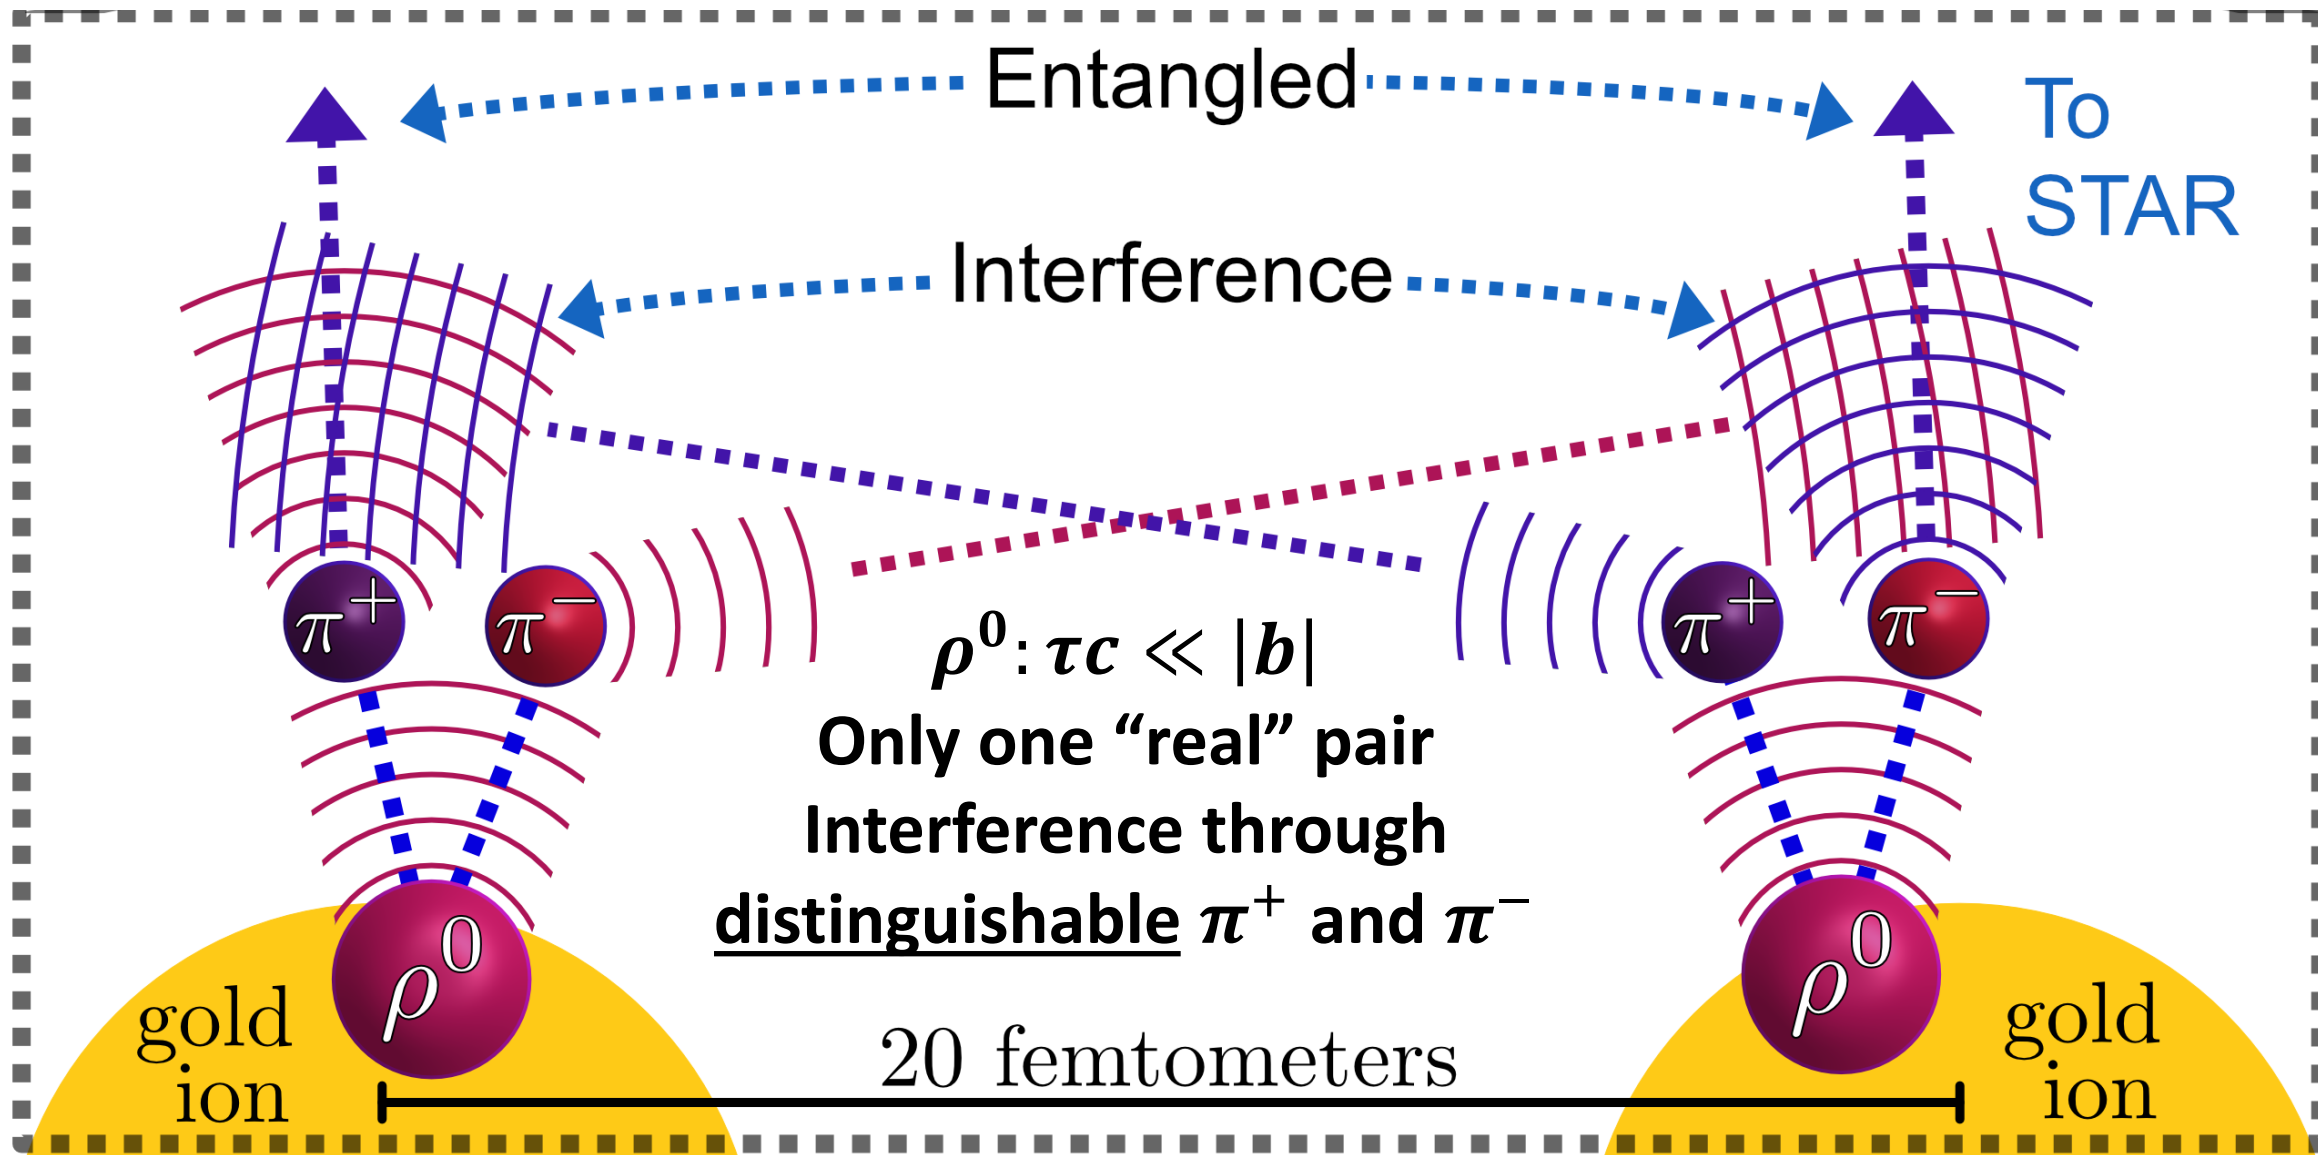 Entangled
To
STAR
Interference
π⁺
π⁻
π⁺
π⁻
ρ⁰: τc ≪ |b|
Only one “real” pair
Interference through
distinguishable π⁺ and π⁻
ρ⁰
ρ⁰
gold
ion
gold
ion
20 femtometers